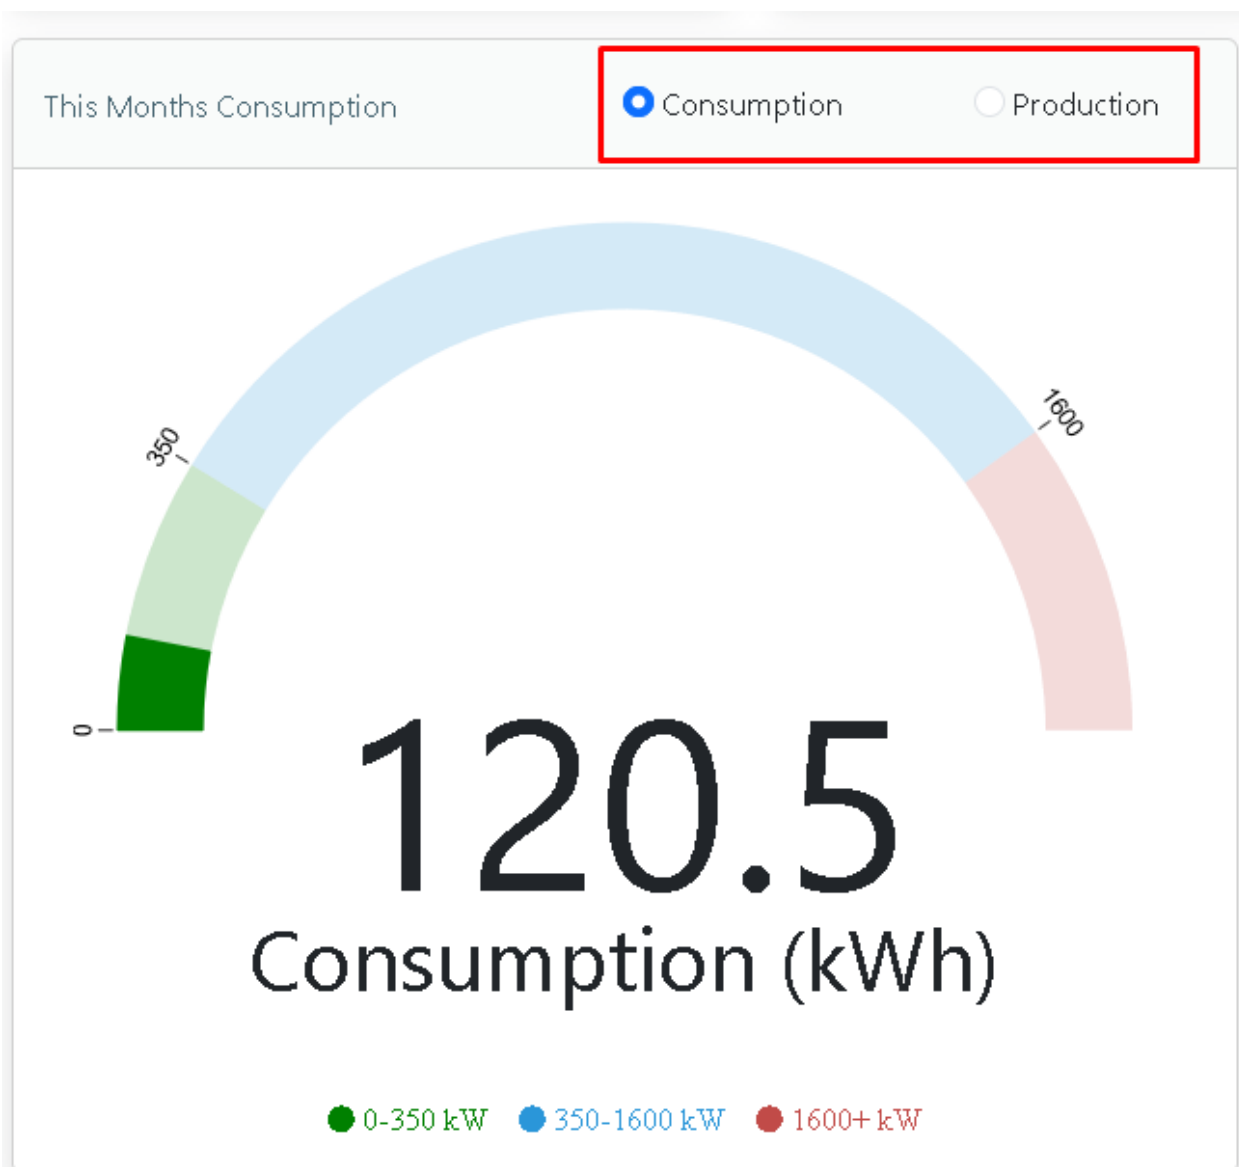 This Months Consumption
Consumption
Production
350
1600
0
120.5
Consumption (kWh)
0-350 kW
350-1600 kW
1600+ kW